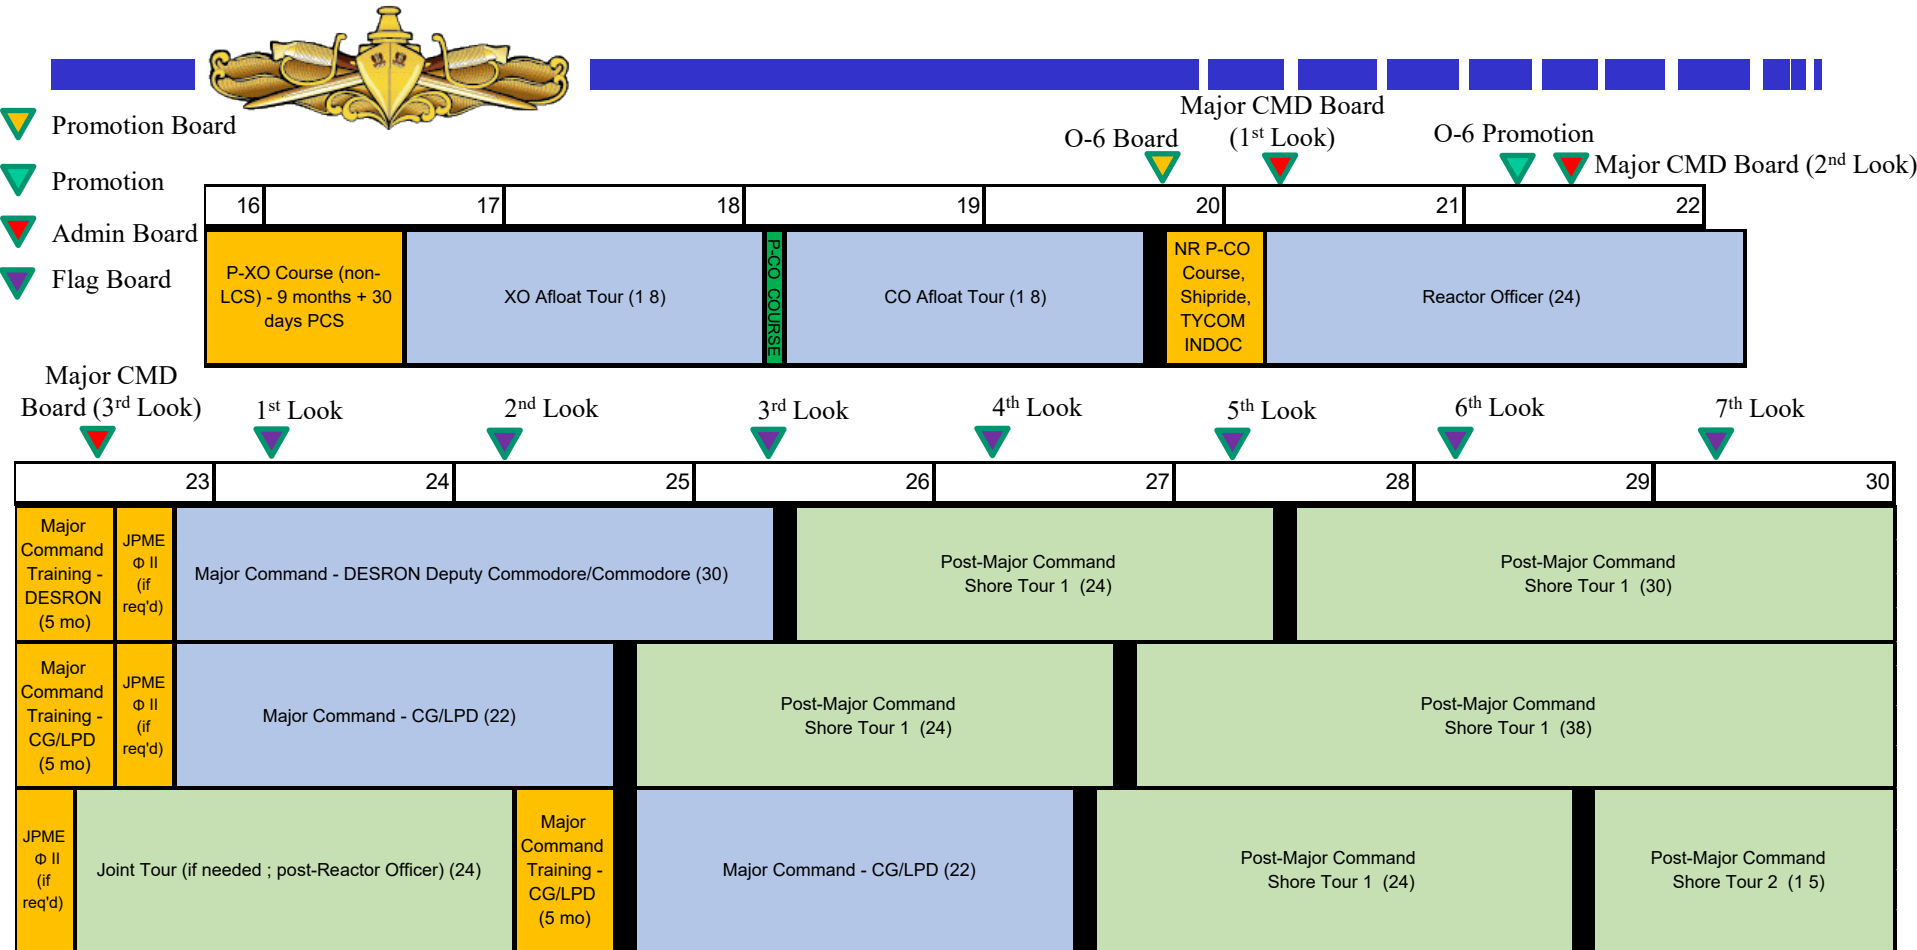 Promotion Board
Promotion
Admin Board
Flag Board
O-6 Board
Major CMD Board
(1st Look)
O-6 Promotion
Major CMD Board (2nd Look)
16
17
18
19
20
21
22
P-XO Course (non-
LCS) - 9 months + 30
days PCS
XO Afloat Tour (1 8)
P-CO COURSE
CO Afloat Tour (1 8)
NR P-CO
Course,
Shipride,
TYCOM
INDOC
Reactor Officer (24)
Major CMD
Board (3rd Look)
1st Look
2nd Look
3rd Look
4th Look
5th Look
6th Look
7th Look
23
24
25
26
27
28
29
30
Major
Command
Training -
DESRON
(5 mo)
JPME
Φ II
(if
req'd)
Major Command - DESRON Deputy Commodore/Commodore (30)
Post-Major Command
Shore Tour 1 (24)
Post-Major Command
Shore Tour 1 (30)
Major
Command
Training -
CG/LPD
(5 mo)
JPME
Φ II
(if
req'd)
Major Command - CG/LPD (22)
Post-Major Command
Shore Tour 1 (24)
Post-Major Command
Shore Tour 1 (38)
JPME
Φ II
(if
req'd)
Joint Tour (if needed ; post-Reactor Officer) (24)
Major
Command
Training -
CG/LPD
(5 mo)
Major Command - CG/LPD (22)
Post-Major Command
Shore Tour 1 (24)
Post-Major Command
Shore Tour 2 (1 5)